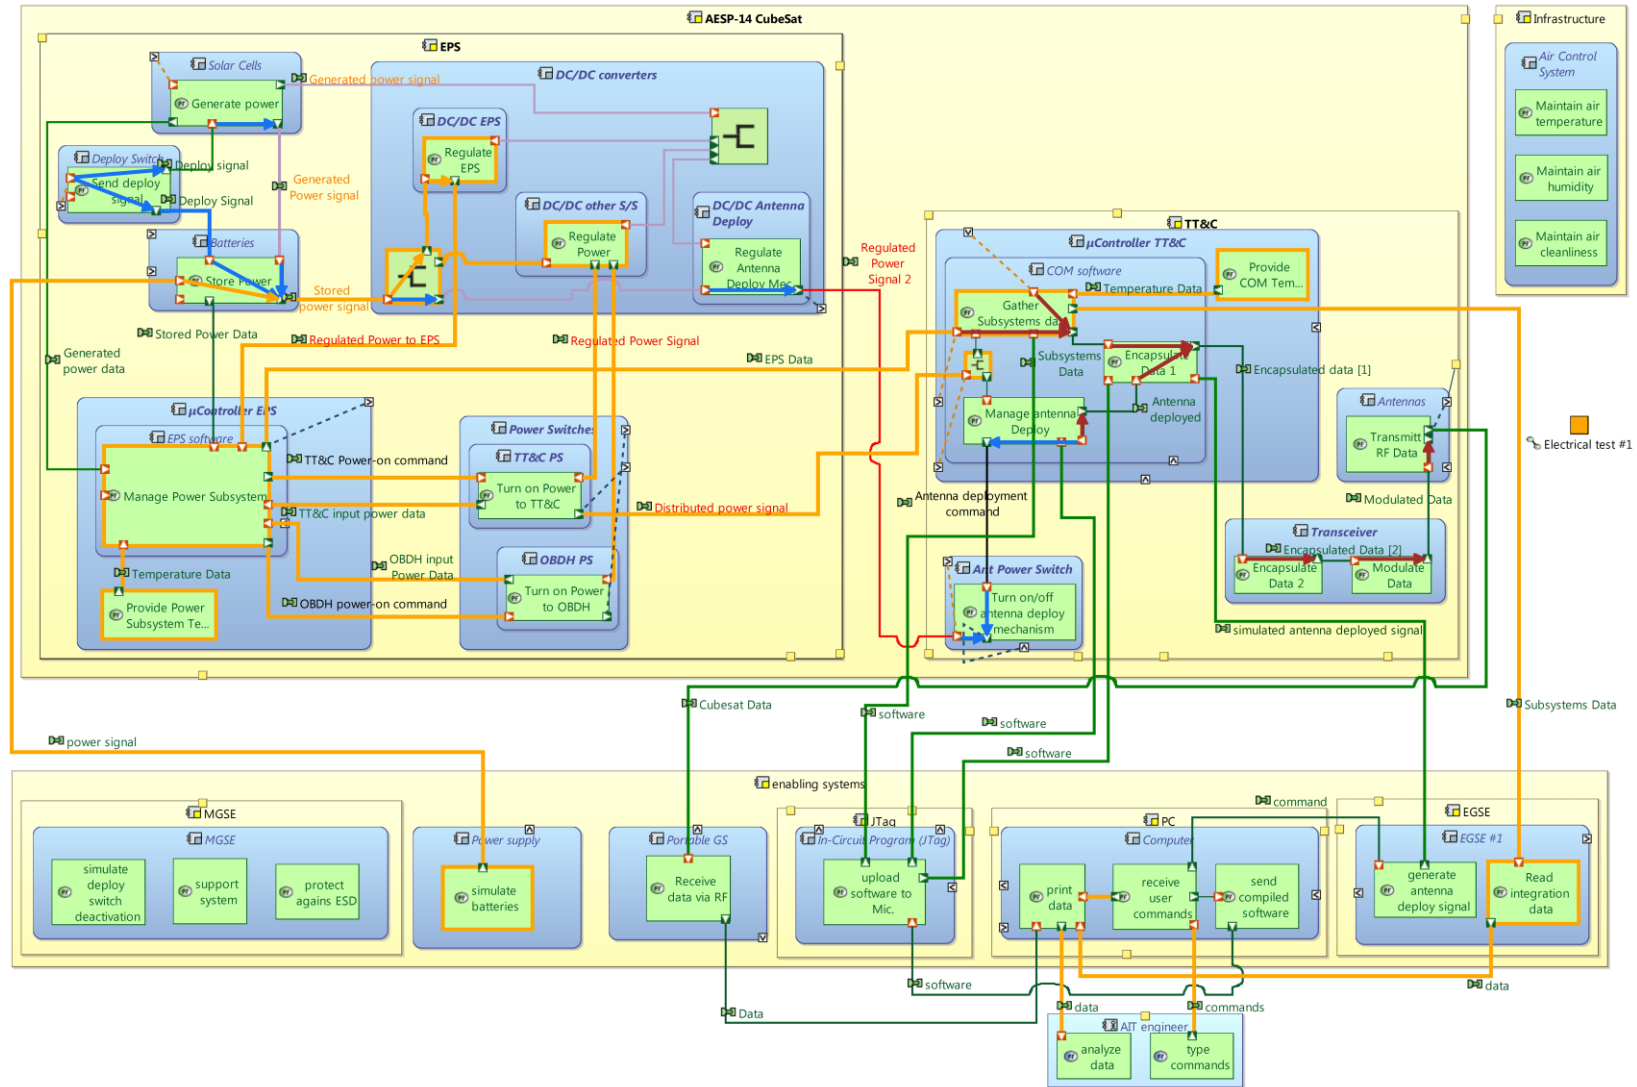 AESP-14 CubeSat
Infrastructure
EPS
Solar Cells
Generated power signal
Generate power
DC/DC converters
Air Control
System
Maintain air
temperature
DC/DC EPS
Regulate
EPS
Deploy Switch
Deploy signal
Send deploy
signal
Deploy Signal
Generated
Power signal
Maintain air
humidity
DC/DC other S/S
Regulate
Power
DC/DC Antenna
Deploy
Regulate
Antenna
Deploy Mec
Regulated
Power
Signal 2
Maintain air
cleanliness
Batteries
Store Power
Stored
power signal
TT&C
µController TT&C
COM software
Temperature Data
Provide
COM Tem...
Gather
Subsystems da
Stored Power Data
Regulated Power to EPS
Regulated Power Signal
EPS Data
Generated
power data
Subsystems
Data
Encapsulate
Data 1
Encapsulated data [1]
Antenna
deployed
Manage antenna
Deploy
Antennas
Transmitt
RF Data
Electrical test #1
µController EPS
EPS software
Manage Power Subsystem
TT&C Power-on command
TT&C input power data
Power Switches
TT&C PS
Turn on Power
to TT&C
Distributed power signal
Antenna deployment
command
Modulated Data
Transceiver
Encapsulated Data [2]
Encapsulate
Data 2
Modulate
Data
OBDH input
Power Data
OBDH PS
Turn on Power
to OBDH
OBDH power-on command
Temperature Data
Provide Power
Subsystem Te...
Ant Power Switch
Turn on/off
antenna deploy
mechanism
simulated antenna deployed signal
Cubesat Data
software
software
software
Subsystems Data
power signal
enabling systems
MGSE
MGSE
simulate
deploy
switch
deactivation
support
system
protect
agains ESD
Power supply
simulate
batteries
Portable GS
Receive
data via RF
JTag
In-Circuit Program (JTag)
upload
software to
Mic.
command
PC
Computer
print
data
receive
user
commands
send
compiled
software
EGSE
EGSE #1
generate
antenna
deploy signal
Read
integration
data
software
Data
data
commands
data
AIT engineer
analyze
data
type
commands